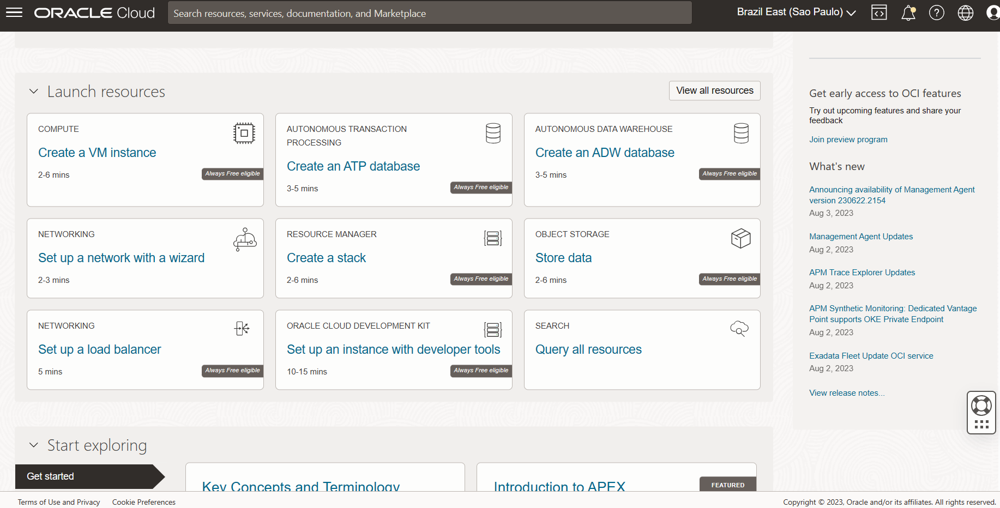 ORACLE Cloud
Search resources, services, documentation, and Marketplace
Brazil East (Sao Paulo)
Launch resources
View all resources
COMPUTE
Create a VM instance
2-6 mins
Always Free eligible
AUTONOMOUS TRANSACTION
PROCESSING
Create an ATP database
3-5 mins
Always Free eligible
AUTONOMOUS DATA WAREHOUSE
Create an ADW database
3-5 mins
Always Free eligible
NETWORKING
Set up a network with a wizard
2-3 mins
RESOURCE MANAGER
Create a stack
2-6 mins
Always Free eligible
OBJECT STORAGE
Store data
2-6 mins
Always Free eligible
NETWORKING
Set up a load balancer
5 mins
Always Free eligible
ORACLE CLOUD DEVELOPMENT KIT
Set up an instance with developer tools
10-15 mins
Always Free eligible
SEARCH
Query all resources
Start exploring
Get started
Key Concepts and Terminology
Introduction to APEX
FEATURED
Get early access to OCI features
Try out upcoming features and share your
feedback
Join preview program
What's new
Announcing availability of Management Agent
version 230622.2154
Aug 3, 2023
Management Agent Updates
Aug 2, 2023
APM Trace Explorer Updates
Aug 2, 2023
APM Synthetic Monitoring: Dedicated Vantage
Point supports OKE Private Endpoint
Aug 2, 2023
Exadata Fleet Update OCI service
Aug 2, 2023
View release notes...
Terms of Use and Privacy
Cookie Preferences
Copyright © 2023, Oracle and/or its affiliates. All rights reserved.